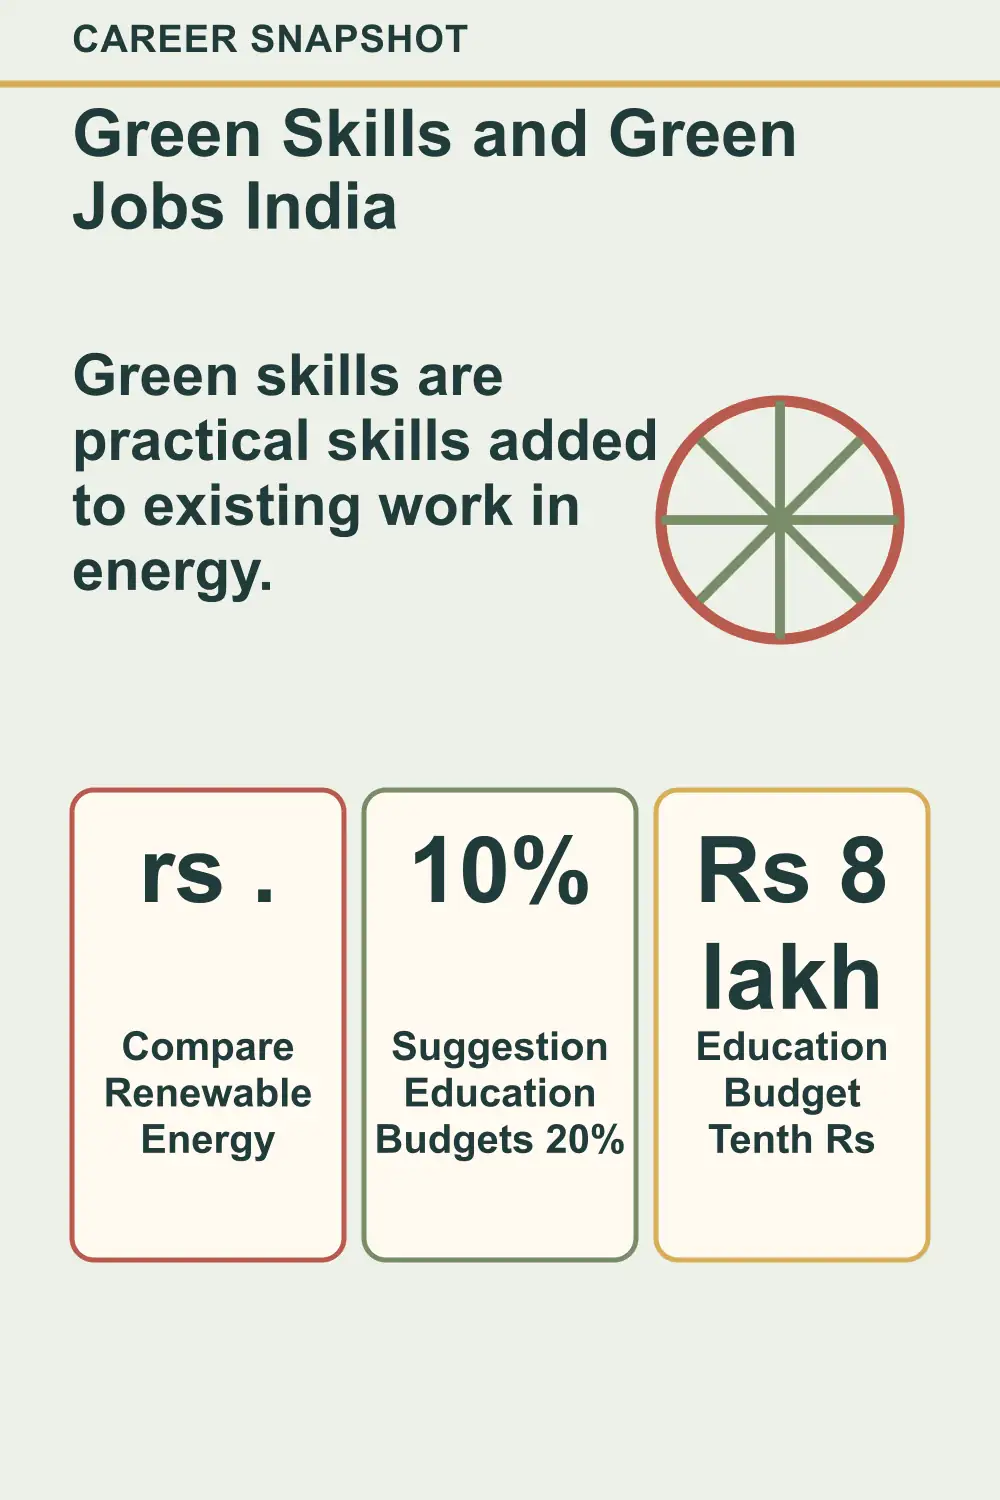 CAREER SNAPSHOT
Green Skills and Green
Jobs India
Green skills are
practical skills added
to existing work in
energy.
rs .
Compare
Renewable
Energy
10%
Suggestion
Education
Budgets 20%
Rs 8
lakh
Education
Budget
Tenth Rs